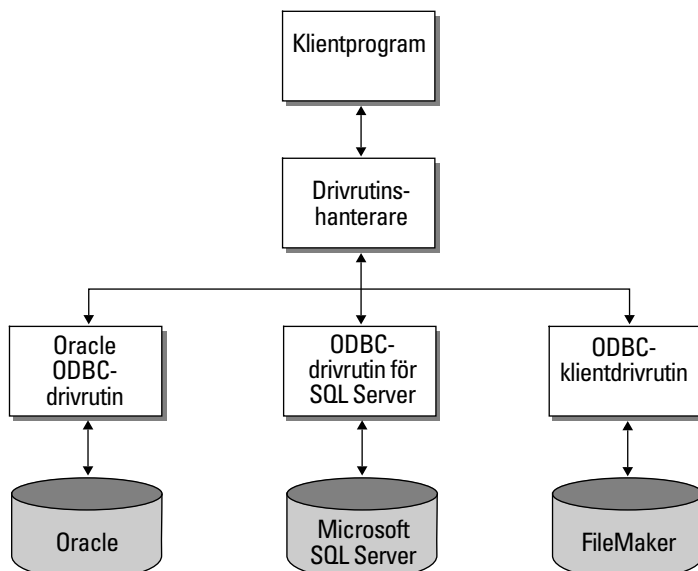 Klientprogram
Drivrutins-
hanterare
Oracle
ODBC-
drivrutin
ODBC-
drivrutin för
SQL Server
ODBC-
klientdrivrutin
Oracle
Microsoft
SQL Server
FileMaker